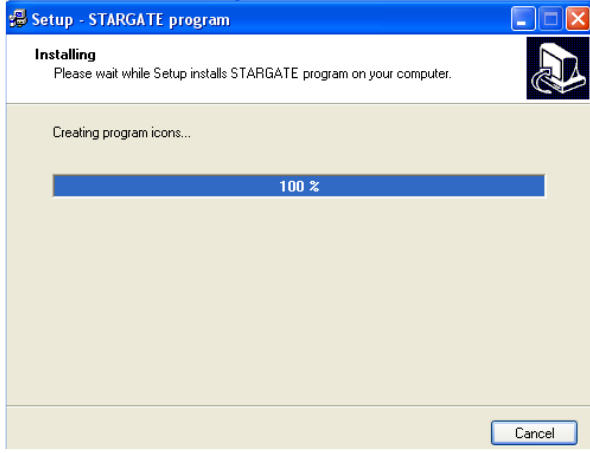 Setup - STARGATE program
Installing
Please wait while Setup installs STARGATE program on your computer.
Creating program icons...
100 %
Cancel